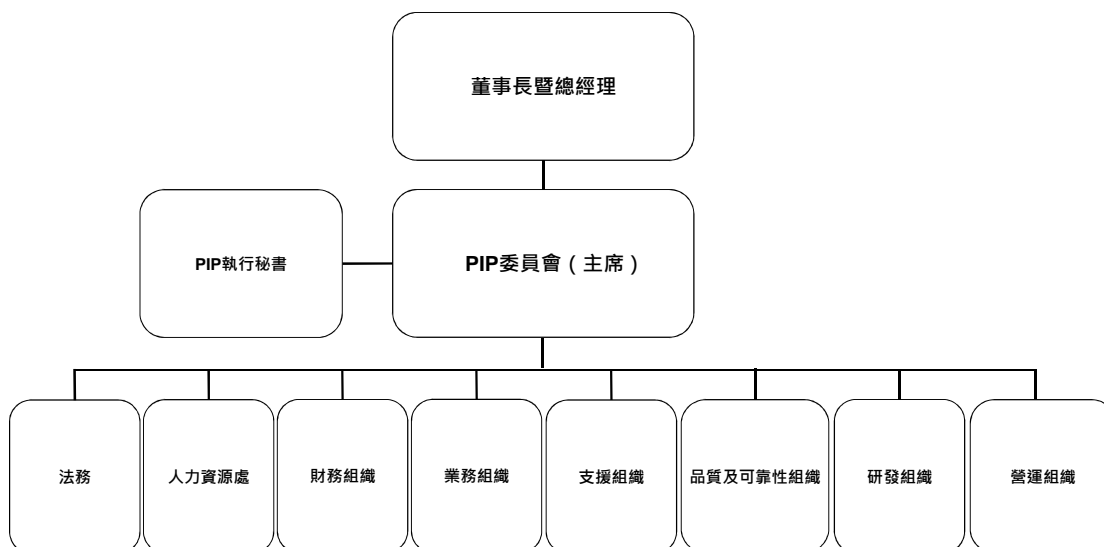 董事長暨總經理
PIP執行秘書
PIP委員會（主席）
法務
人力資源處
財務組織
業務組織
支援組織
品質及可靠性組織
研發組織
營運組織